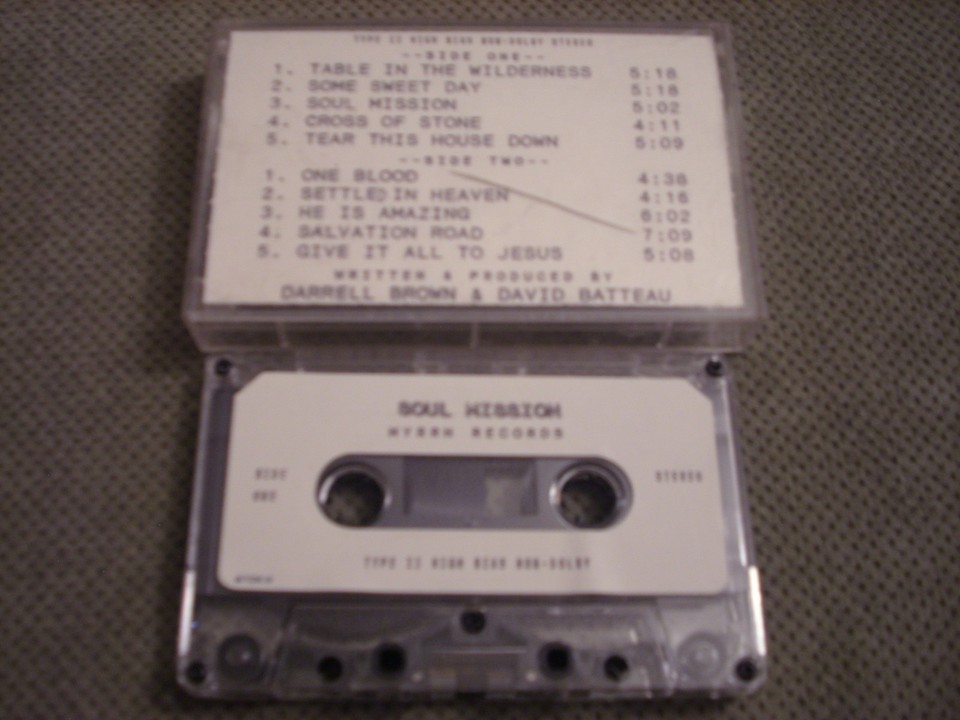 TYPE II HIGH BIAS NON-DOLBY STEREO
--SIDE ONE--
1. TABLE IN THE WILDERNESS 5:18
2. SOME SWEET DAY 5:18
3. SOUL MISSION 5:02
4. CROSS OF STONE 4:11
5. TEAR THIS HOUSE DOWN 5:09
--SIDE TWO--
1. ONE BLOOD 4:38
2. SETTLED IN HEAVEN 4:16
3. HE IS AMAZING 6:02
4. SALVATION ROAD 7:09
5. GIVE IT ALL TO JESUS 5:08
WRITTEN & PRODUCED BY
DARRELL BROWN & DAVID BATTEAU
SOUL MISSION
MYRRH RECORDS
SIDE STEREO
ONE
TYPE II HIGH BIAS NON-DOLBY